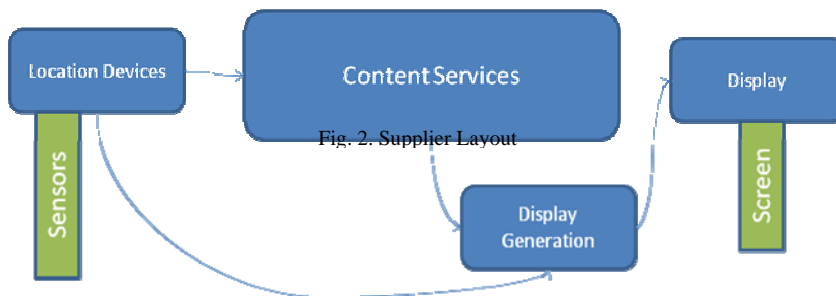 Location Devices
Content Services
Display
Fig. 2. Supplier Layout
Sensors
Screen
Display
Generation